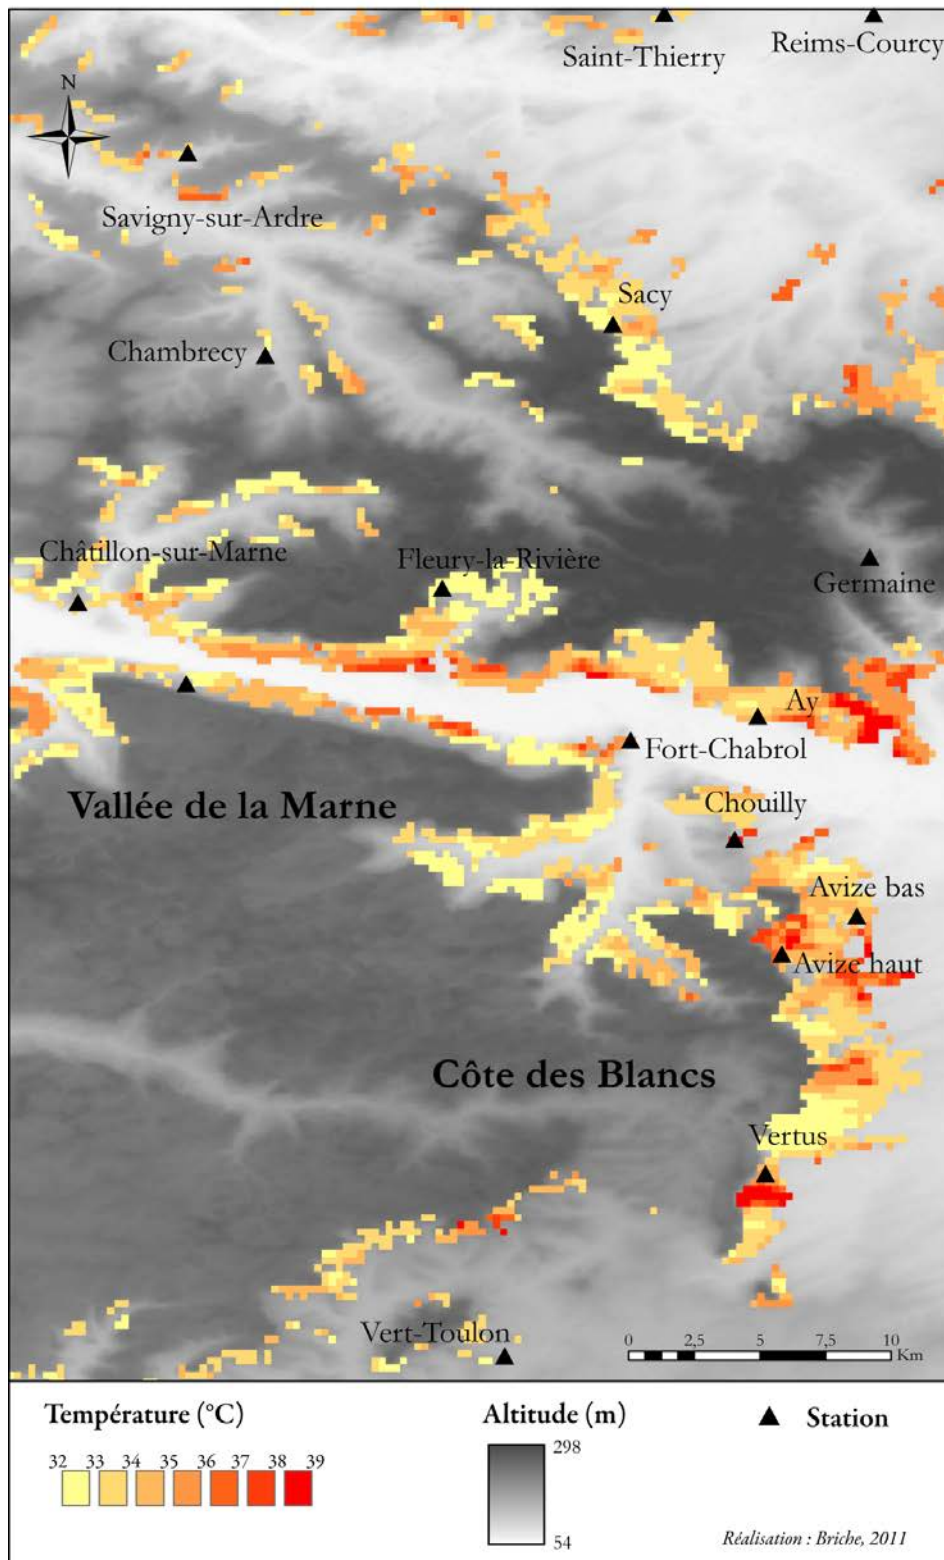 Saint-Thierry
Reims-Courcy
N
Savigny-sur-Ardre
Sacy
Chambrecy
Châtillon-sur-Marne
Fleury-la-Rivière
Germaine
Ay
Fort-Chabrol
Vallée de la Marne
Chouilly
Avize bas
Avize haut
Côte des Blancs
Vertus
Vert-Toulon
0 2,5 5 7,5 10
Km
Température (°C)
32 33 34 35 36 37 38 39
Altitude (m)
298
54
Station
Réalisation : Briche, 2011